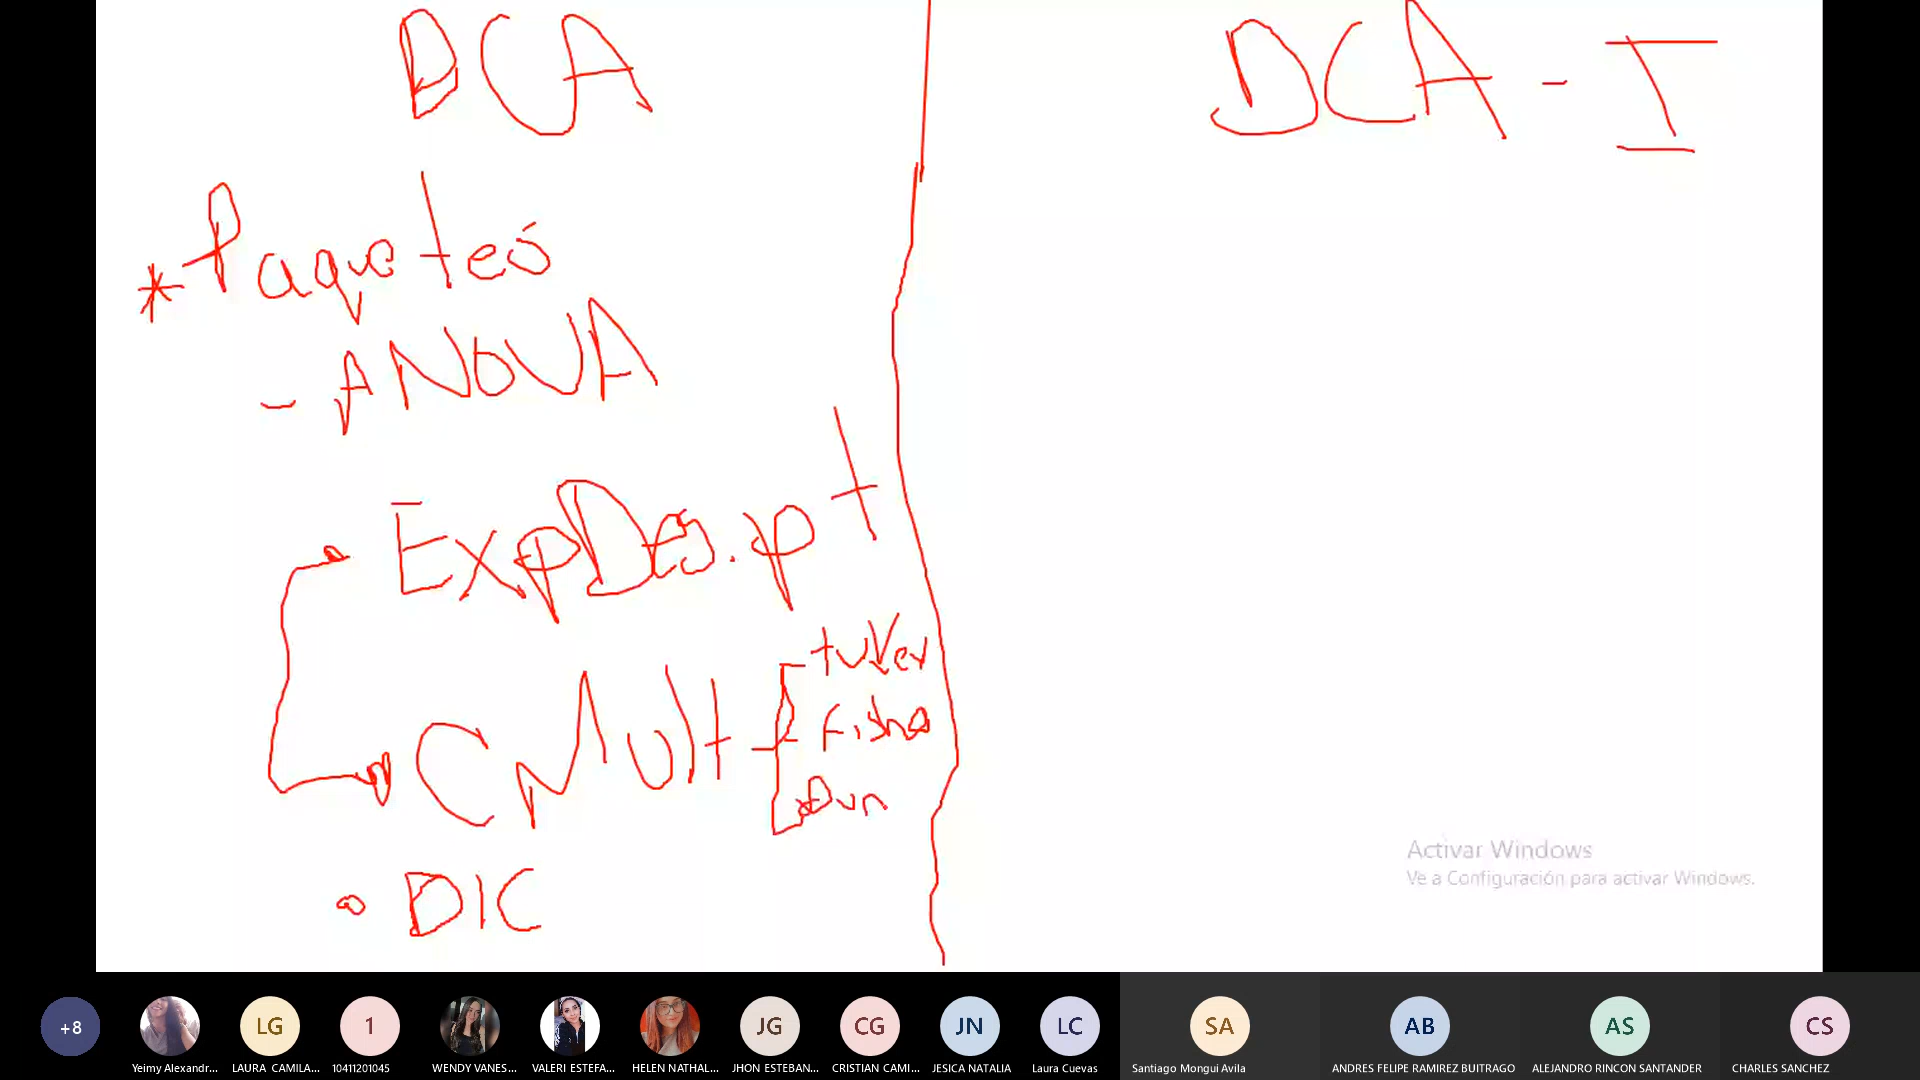 DCA
DCA - I
* Paquetes
- ANOVA
ExpDes.pt
CMult
tukey
Fishe
Dun
DIC
Activar Windows
Ve a Configuración para activar Windows.
+8
Yeimy Alexandr...
LG
LAURA CAMILA...
1
10411201045
WENDY VANES...
VALERI ESTEFA...
HELEN NATHAL...
JG
JHON ESTEBAN...
CG
CRISTIAN CAMI...
JN
JESICA NATALIA
LC
Laura Cuevas
SA
Santiago Mongui Avila
AB
ANDRES FELIPE RAMIREZ BUITRAGO
AS
ALEJANDRO RINCON SANTANDER
CS
CHARLES SANCHEZ